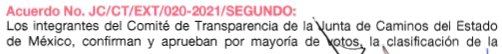 Acuerdo No. JC/CT/EXT/020-2021/SEGUNDO:
Los integrantes del Comité de Transparencia de la Junta de Caminos del Estado
de México, confirman y aprueban por mayoría de votos, la clasificación de la